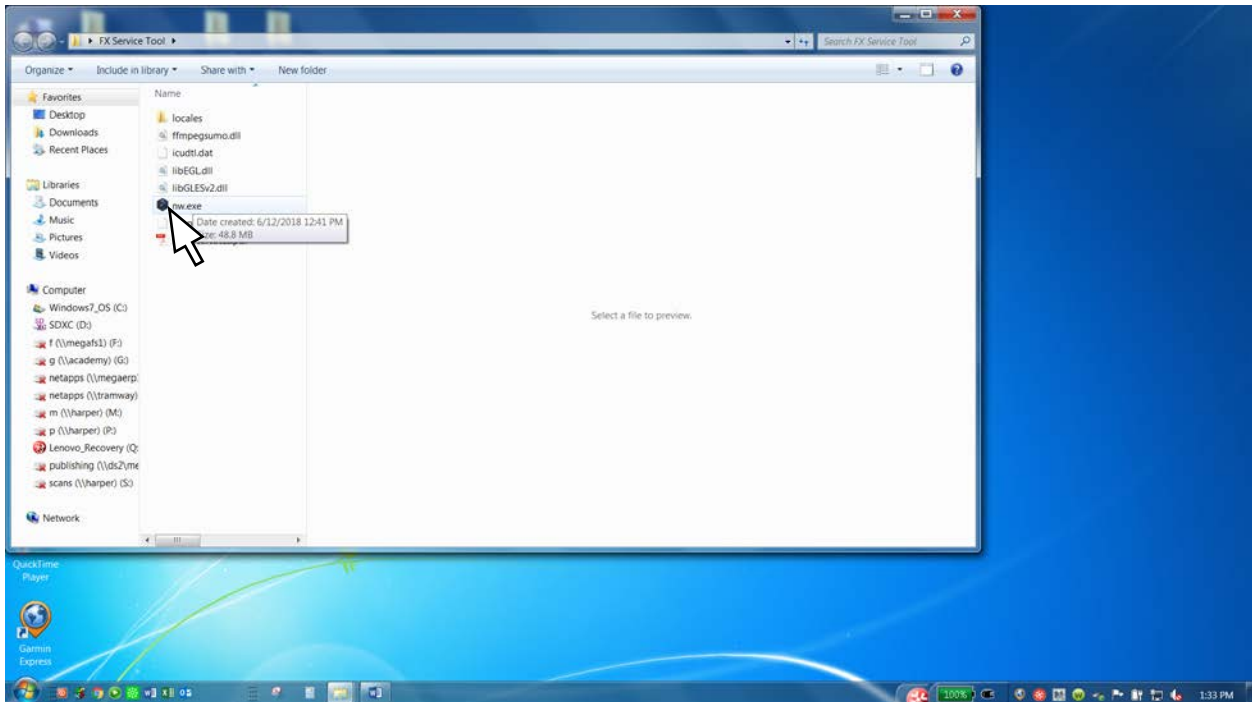 FX Service Tool
Search FX Service Tool
Organize
Include in library
Share with
New folder
Favorites
Desktop
Downloads
Recent Places
Libraries
Documents
Music
Pictures
Videos
Computer
Windows7_OS (C:)
SDXC (D:)
f (\\megafs1) (F:)
g (\\academy) (G:)
netapps (\\megaerp
netapps (\\tramway)
m (\\harper) (M:)
p (\\harper) (P:)
Lenovo_Recovery (Q:
publishing (\\ds2\me
scans (\\harper) (S:)
Network
Name
locales
ffmpegsumo.dll
icudtl.dat
libEGL.dll
libGLESv2.dll
nw.exe
Date created: 6/12/2018 12:41 PM
48.8 MB
Select a file to preview.
QuickTime
Player
Garmin
Express
100%
1:33 PM